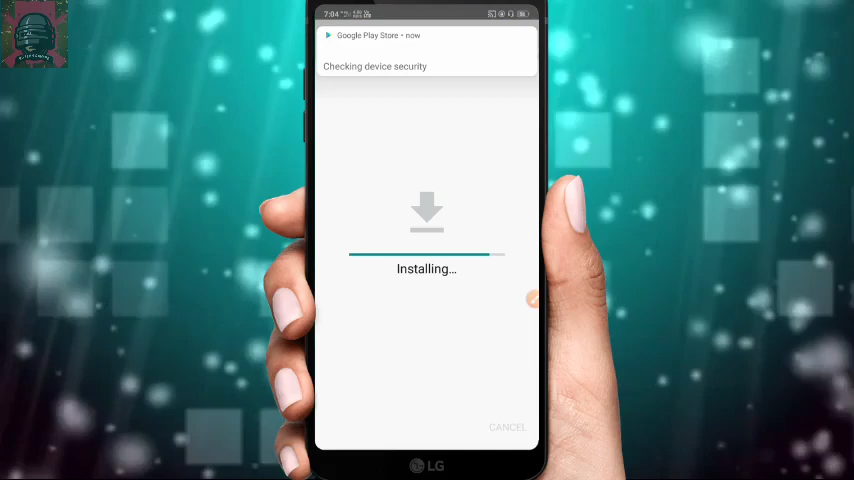 7:04
Google Play Store • now
Checking device security
Installing...
CANCEL
LG